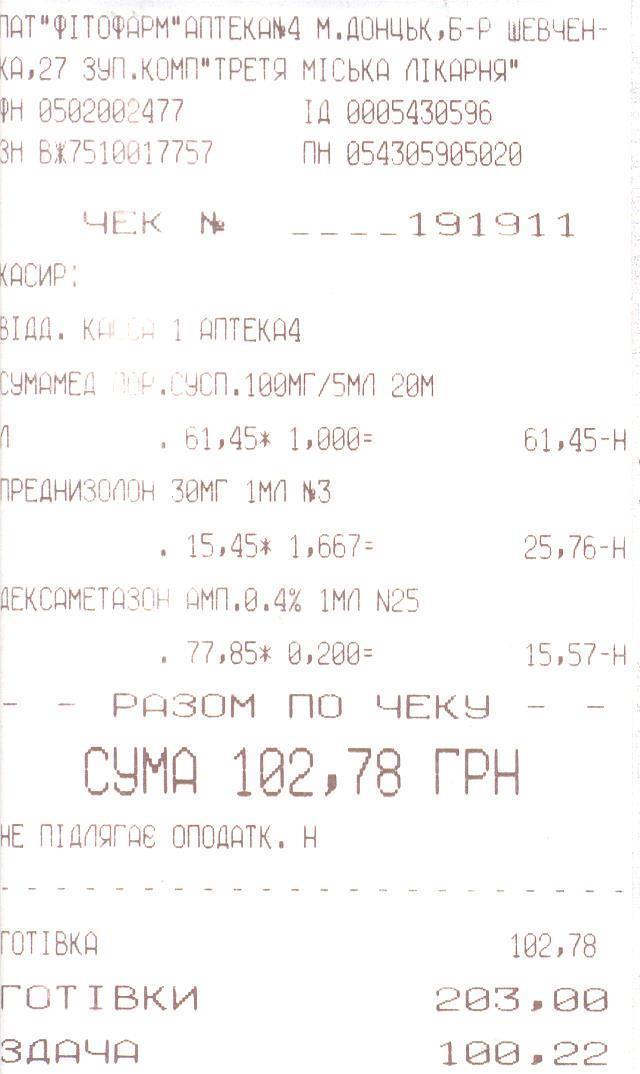 ПАТ"ФІТОФАРМ"АПТЕКА№4 М.ДОНЦЬК,Б-Р ШЕВЧЕН-
КА,27 ЗУП.КОМП"ТРЕТЯ МІСЬКА ЛІКАРНЯ"
ФН 0502002477 ІД 0005430596
ЗН ВЖ7510017757 ПН 054305905020
ЧЕК № ____191911
КАСИР:
ВІДД. КАССА 1 АПТЕКА4
СУМАМЕД ПОР.СУСП.100МГ/5МЛ 20М
Л . 61,45* 1,000= 61,45-Н
ПРЕДНИЗОЛОН 30МГ 1МЛ №3
. 15,45* 1,667= 25,76-Н
ДЕКСАМЕТАЗОН АМП.0.4% 1МЛ N25
. 77,85* 0,200= 15,57-Н
- - РАЗОМ ПО ЧЕКУ - -
СУМА 102,78 ГРН
НЕ ПІДЛЯГАЄ ОПОДАТК. Н
- - - - - - - - - - - - - - - - - - - - - - - -
ГОТІВКА 102,78
ГОТІВКИ 203,00
ЗДАЧА 100,22